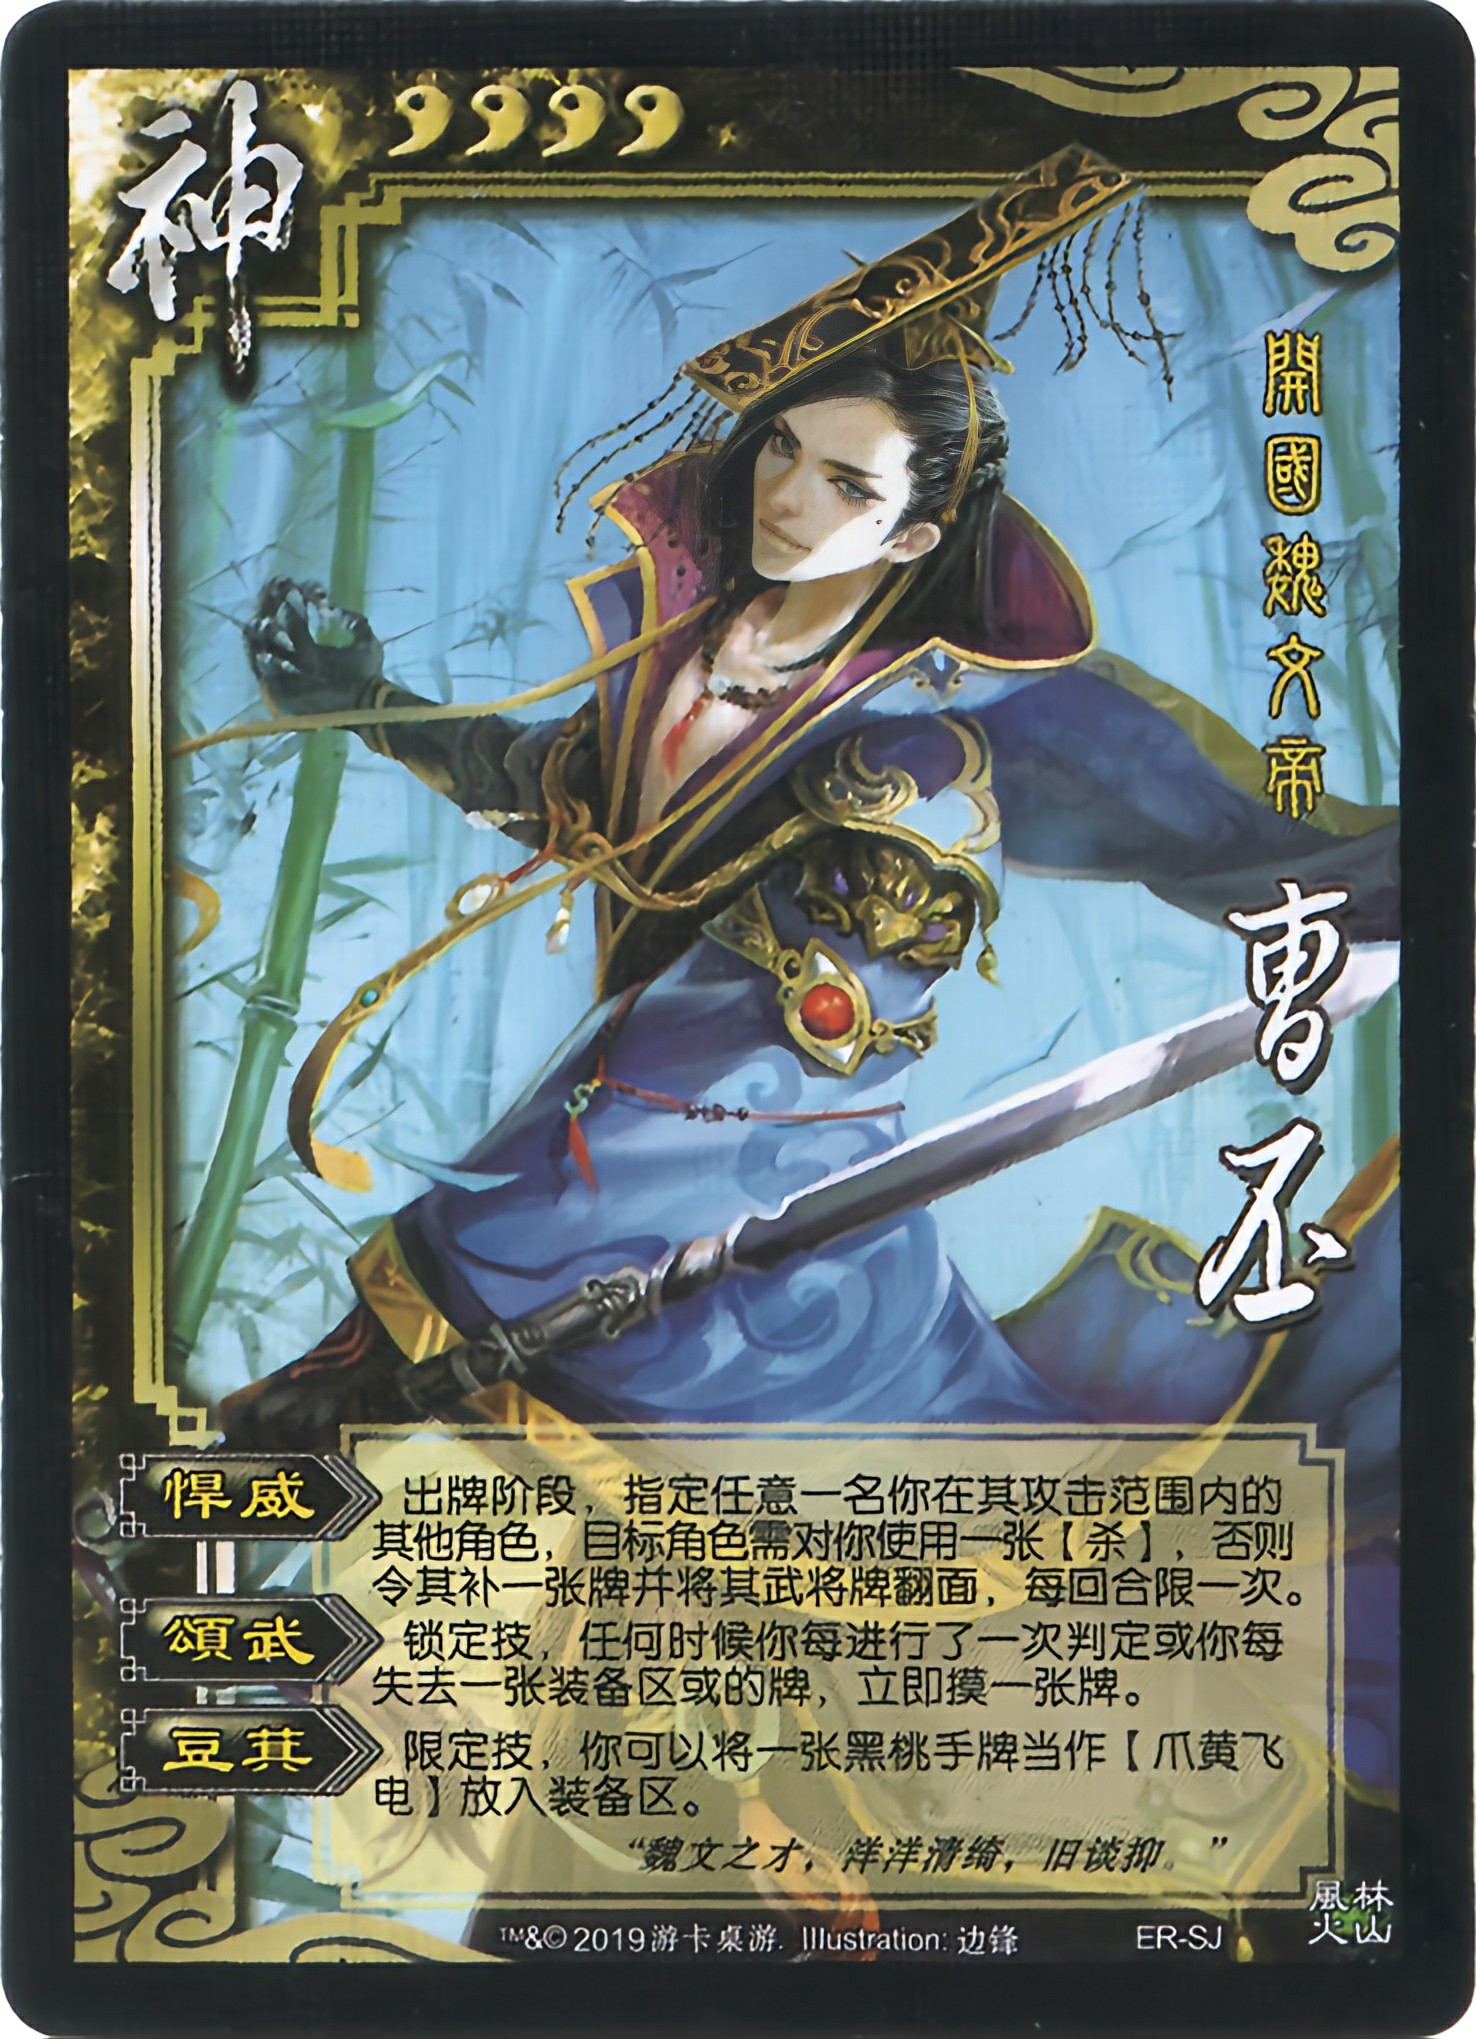 神
開國魏文帝
曹丕
悍威
出牌阶段，指定任意一名你在其攻击范围内的
其他角色，目标角色需对你使用一张【杀】，否则
令其补一张牌并将其武将牌翻面，每回合限一次。
頌武
锁定技，任何时候你每进行了一次判定或你每
失去一张装备区或的牌，立即摸一张牌。
豆萁
限定技，你可以将一张黑桃手牌当作【爪黄飞
电】放入装备区。
“魏文之才，洋洋清绮，旧谈抑。”
™&© 2019游卡桌游. Illustration: 边锋
ER-SJ
風林
火山